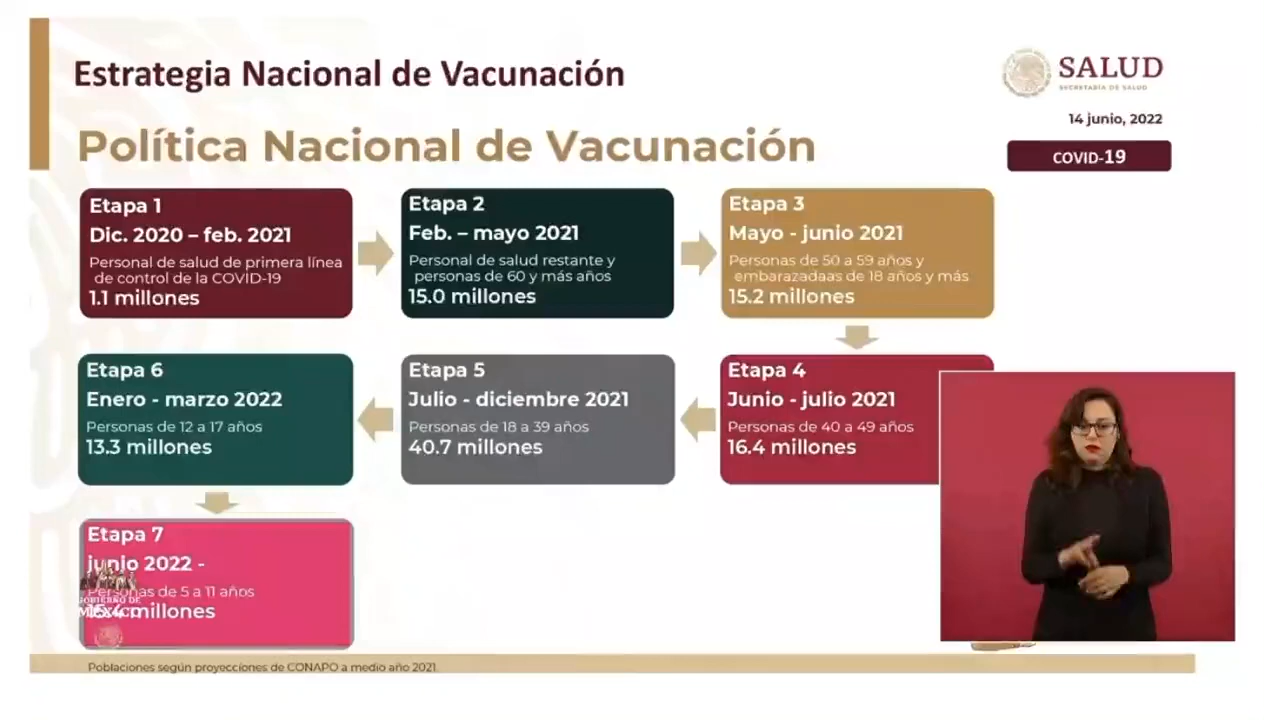 Estrategia Nacional de Vacunación
SALUD
SECRETARÍA DE SALUD
14 junio, 2022
Política Nacional de Vacunación
COVID-19
Etapa 1
Dic. 2020 – feb. 2021
Personal de salud de primera línea
de control de la COVID-19
1.1 millones
Etapa 2
Feb. – mayo 2021
Personal de salud restante y
personas de 60 y más años
15.0 millones
Etapa 3
Mayo - junio 2021
Personas de 50 a 59 años y
embarazadaas de 18 años y más
15.2 millones
Etapa 6
Enero - marzo 2022
Personas de 12 a 17 años
13.3 millones
Etapa 5
Julio - diciembre 2021
Personas de 18 a 39 años
40.7 millones
Etapa 4
Junio - julio 2021
Personas de 40 a 49 años
16.4 millones
Etapa 7
junio 2022 -
Personas de 5 a 11 años
millones
GOBIERNO DE
MÉXICO
Poblaciones según proyecciones de CONAPO a medio año 2021.